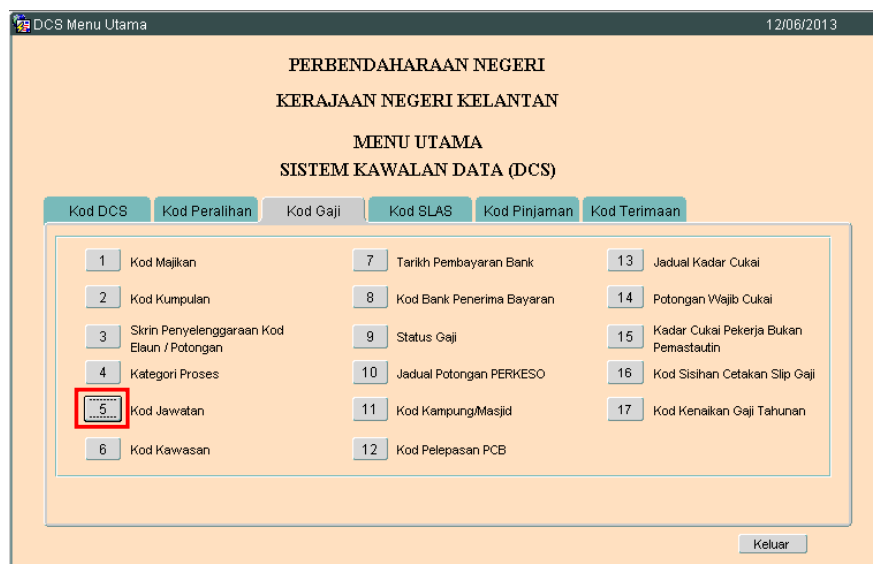 DCS Menu Utama 12/06/2013
PERBENDAHARAAN NEGERI
KERAJAAN NEGERI KELANTAN
MENU UTAMA
SISTEM KAWALAN DATA (DCS)
Kod DCS Kod Peralihan Kod Gaji Kod SLAS Kod Pinjaman Kod Terimaan
1 Kod Majikan
2 Kod Kumpulan
3 Skrin Penyelenggaraan Kod
Elaun / Potongan
4 Kategori Proses
5 Kod Jawatan
6 Kod Kawasan
7 Tarikh Pembayaran Bank
8 Kod Bank Penerima Bayaran
9 Status Gaji
10 Jadual Potongan PERKESO
11 Kod Kampung/Masjid
12 Kod Pelepasan PCB
13 Jadual Kadar Cukai
14 Potongan Wajib Cukai
15 Kadar Cukai Pekerja Bukan
Pemastautin
16 Kod Sisihan Cetakan Slip Gaji
17 Kod Kenaikan Gaji Tahunan
Keluar